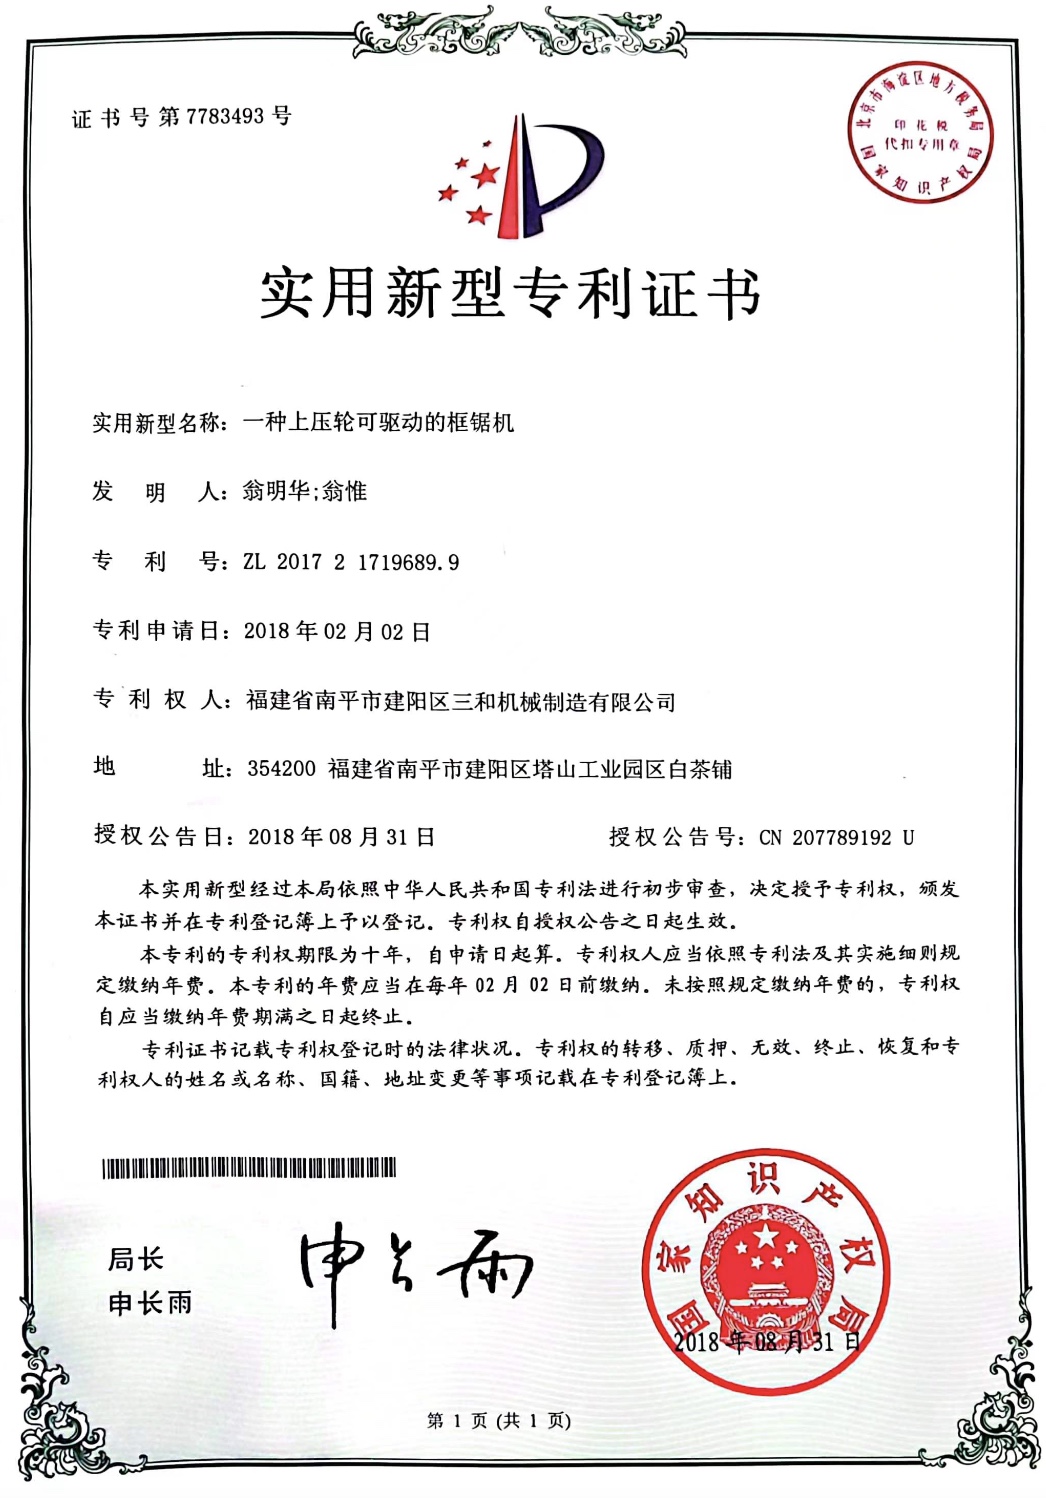 证书号第7783493号
北京市海淀区地方税务局
印花税
代扣专用章
国家知识产权局
实用新型专利证书
实用新型名称：一种上压轮可驱动的框锯机
发明人：翁明华;翁惟
专利号：ZL 2017 2 1719689.9
专利申请日：2018年02月02日
专利权人：福建省南平市建阳区三和机械制造有限公司
地址：354200 福建省南平市建阳区塔山工业园区白茶铺
授权公告日：2018年08月31日 授权公告号：CN 207789192 U
本实用新型经过本局依照中华人民共和国专利法进行初步审查，决定授予专利权，颁发
本证书并在专利登记簿上予以登记。专利权自授权公告之日起生效。
本专利的专利权期限为十年，自申请日起算。专利权人应当依照专利法及其实施细则规
定缴纳年费。本专利的年费应当在每年02月02日前缴纳。未按照规定缴纳年费的，专利权
自应当缴纳年费期满之日起终止。
专利证书记载专利权登记时的法律状况。专利权的转移、质押、无效、终止、恢复和专
利权人的姓名或名称、国籍、地址变更等事项记载在专利登记簿上。
局长
申长雨
申长雨
国家知识产权局
2018年08月31日
第 1 页 (共 1 页)